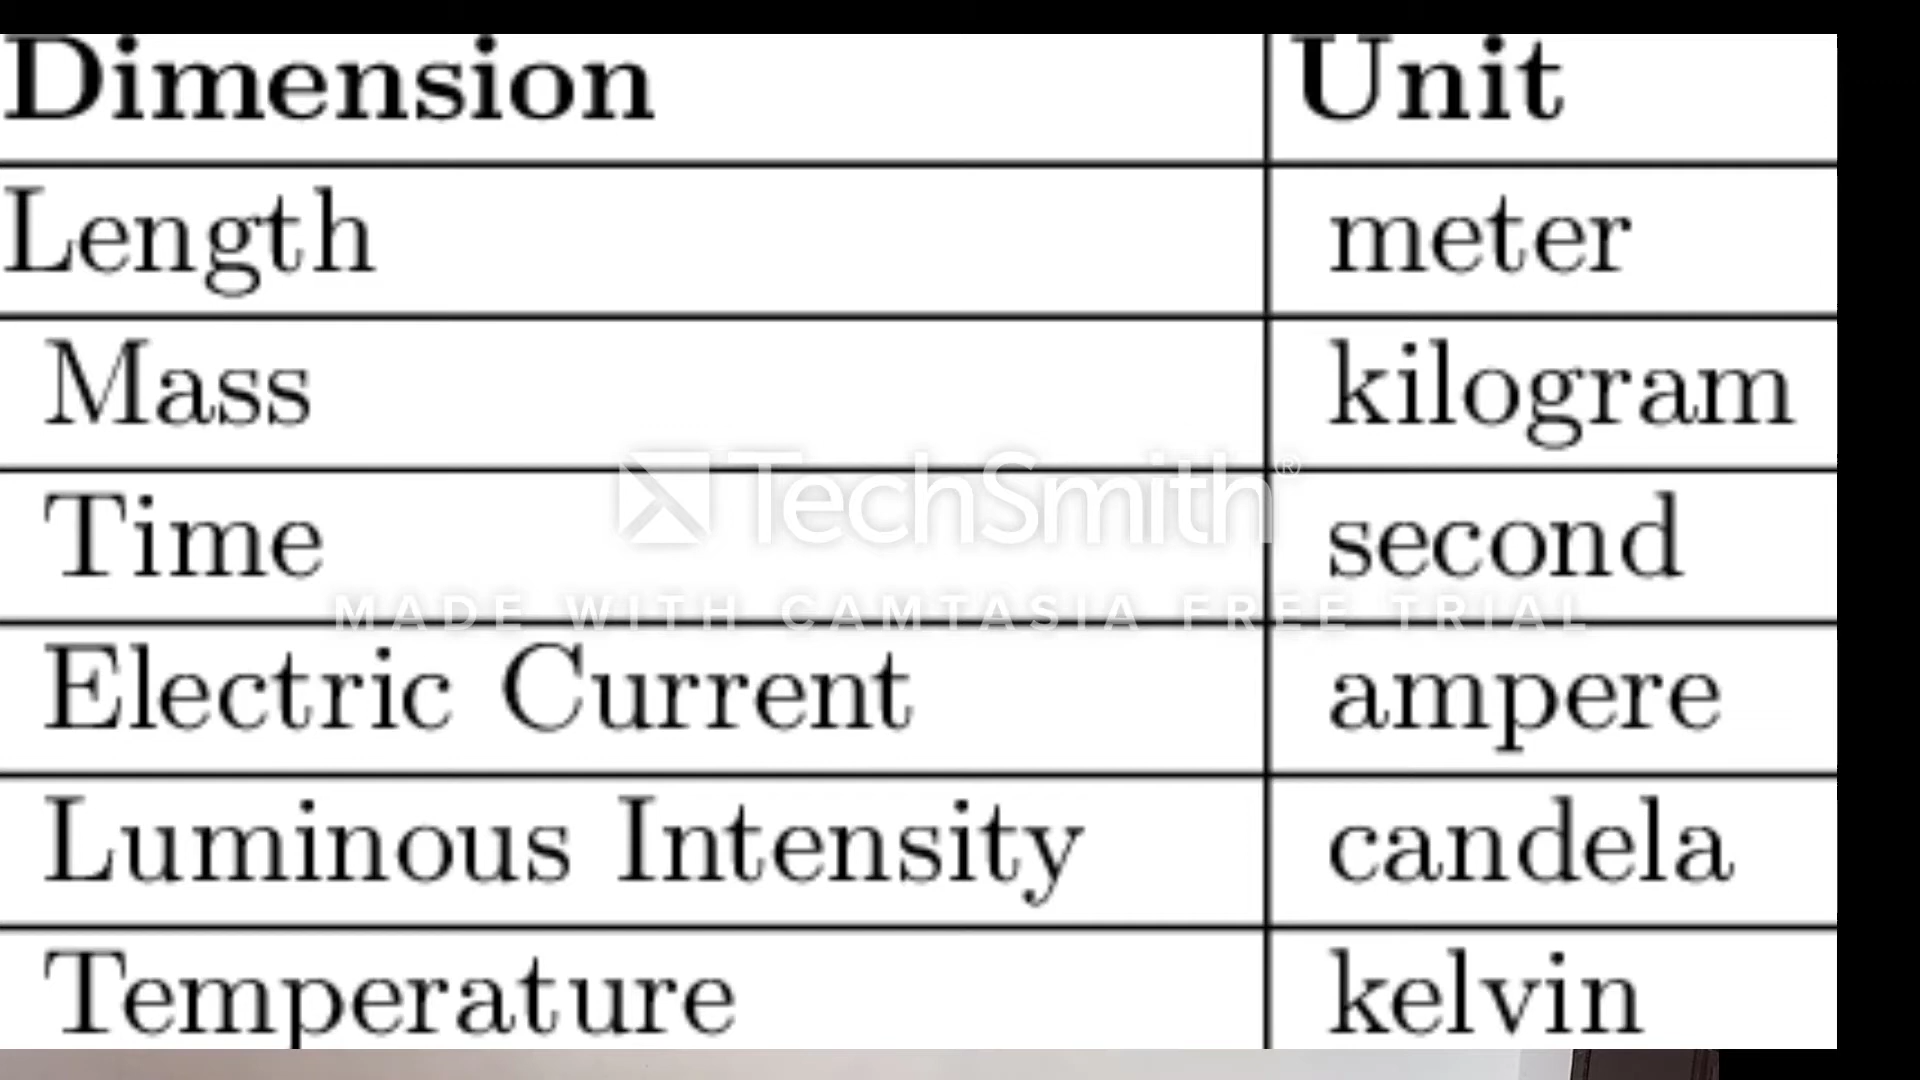 Dimension Unit
Length meter
Mass kilogram
TechSmith®
Time second
MADE WITH CAMTASIA FREE TRIAL
Electric Current ampere
Luminous Intensity candela
Temperature kelvin